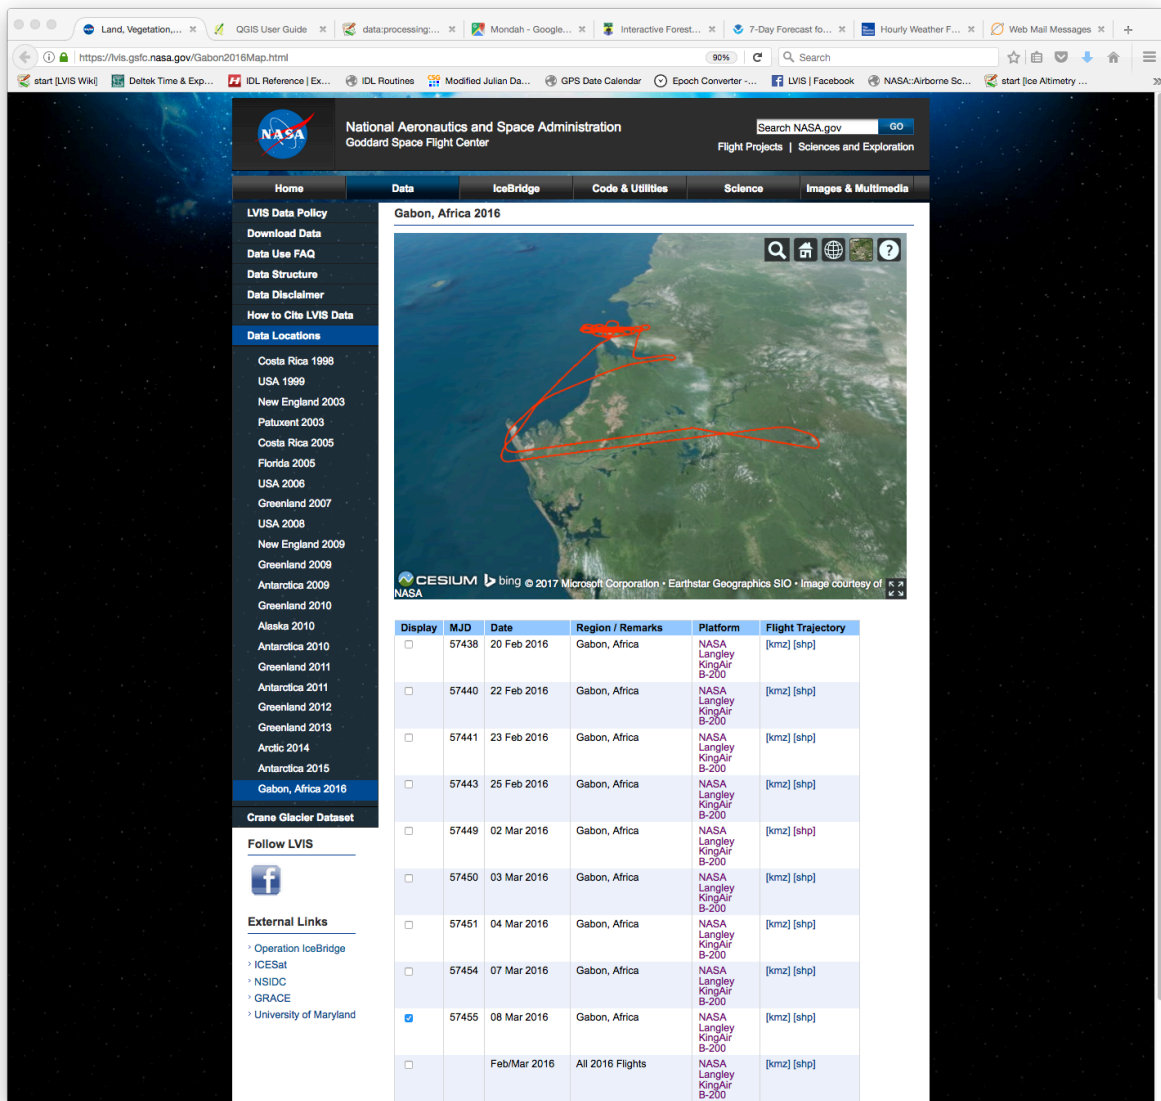 Land, Vegetation,... ×
QGIS User Guide ×
data:processing:... ×
Mondah - Google... ×
Interactive Forest... ×
7-Day Forecast fo... ×
Hourly Weather F... ×
Web Mail Messages × +
https://lvis.gsfc.nasa.gov/Gabon2016Map.html 90% Search
start [LVIS Wiki] Deltek Time & Exp... IDL Reference | Ex... IDL Routines Modified Julian Da... GPS Date Calendar Epoch Converter -... LVIS | Facebook NASA::Airborne Sc... start [Ice Altimetry ...
NASA
National Aeronautics and Space Administration
Goddard Space Flight Center
Search NASA.gov GO
Flight Projects | Sciences and Exploration
Home Data IceBridge Code & Utilities Science Images & Multimedia
LVIS Data Policy
Download Data
Data Use FAQ
Data Structure
Data Disclaimer
How to Cite LVIS Data
Data Locations
Costa Rica 1998
USA 1999
New England 2003
Patuxent 2003
Costa Rica 2005
Florida 2005
USA 2006
Greenland 2007
USA 2008
New England 2009
Greenland 2009
Antarctica 2009
Greenland 2010
Alaska 2010
Antarctica 2010
Greenland 2011
Antarctica 2011
Greenland 2012
Greenland 2013
Arctic 2014
Antarctica 2015
Gabon, Africa 2016
Crane Glacier Dataset
Follow LVIS
f
External Links
Operation IceBridge
ICESat
NSIDC
GRACE
University of Maryland
Gabon, Africa 2016
?
CESIUM bing © 2017 Microsoft Corporation • Earthstar Geographics SIO • Image courtesy of
NASA
Display MJD Date Region / Remarks Platform Flight Trajectory
57438 20 Feb 2016 Gabon, Africa NASA [kmz] [shp]
Langley
KingAir
B-200
57440 22 Feb 2016 Gabon, Africa NASA [kmz] [shp]
Langley
KingAir
B-200
57441 23 Feb 2016 Gabon, Africa NASA [kmz] [shp]
Langley
KingAir
B-200
57443 25 Feb 2016 Gabon, Africa NASA [kmz] [shp]
Langley
KingAir
B-200
57449 02 Mar 2016 Gabon, Africa NASA [kmz] [shp]
Langley
KingAir
B-200
57450 03 Mar 2016 Gabon, Africa NASA [kmz] [shp]
Langley
KingAir
B-200
57451 04 Mar 2016 Gabon, Africa NASA [kmz] [shp]
Langley
KingAir
B-200
57454 07 Mar 2016 Gabon, Africa NASA [kmz] [shp]
Langley
KingAir
B-200
57455 08 Mar 2016 Gabon, Africa NASA [kmz] [shp]
Langley
KingAir
B-200
Feb/Mar 2016 All 2016 Flights NASA [kmz] [shp]
Langley
KingAir
B-200